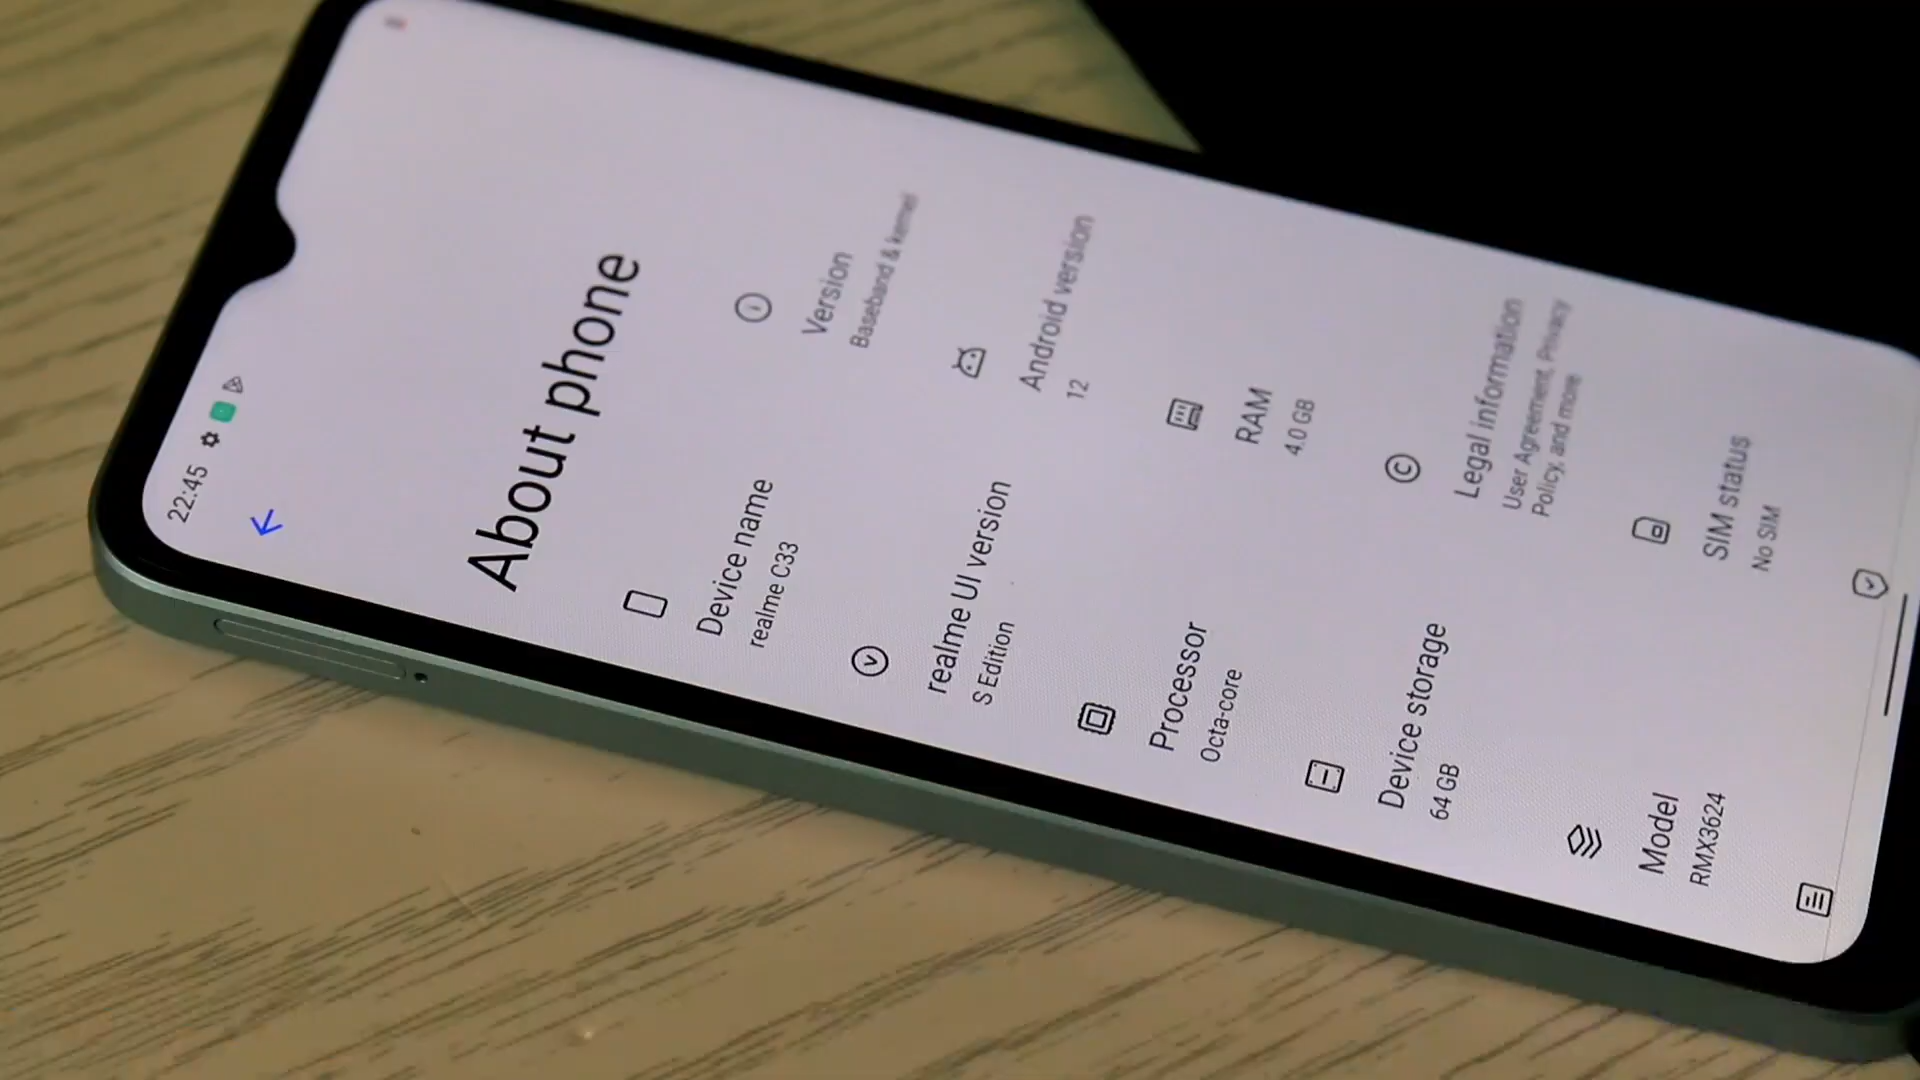 22:45
About phone
Device name
realme C33
Version
Baseband & kernel
realme UI version
S Edition
Android version
12
Processor
Octa-core
RAM
4.0 GB
Device storage
64 GB
Legal information
User Agreement, Privacy
Policy, and more
Model
RMX3624
SIM status
No SIM